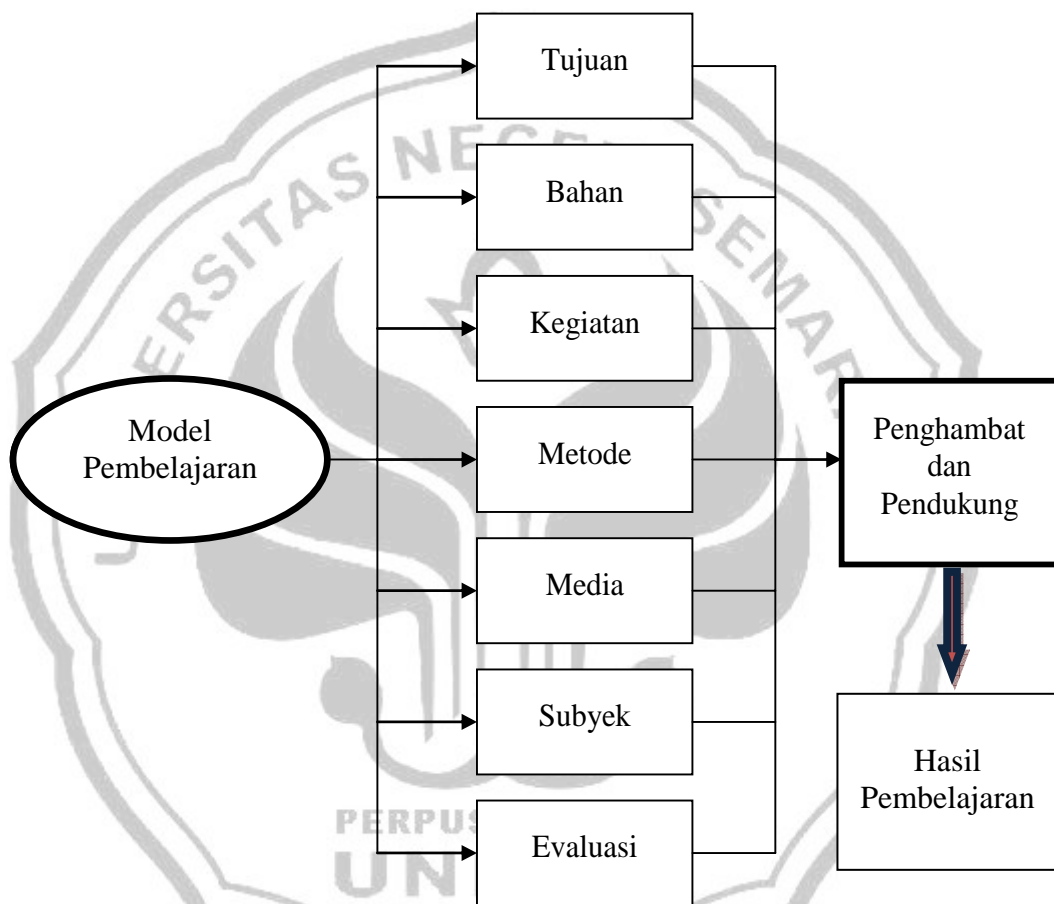 Tujuan
Bahan
Kegiatan
Model
Pembelajaran
Metode
Media
Subyek
Evaluasi
Penghambat
dan
Pendukung
Hasil
Pembelajaran